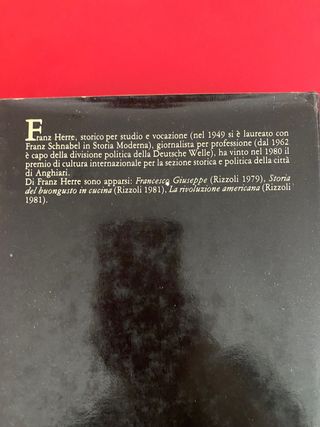 Franz Herre, storico per studio e vocazione (nel 1949 si è laureato con
Franz Schnabel in Storia Moderna), giornalista per professione (dal 1962
è capo della divisione politica della Deutsche Welle), ha vinto nel 1980 il
premio di cultura internazionale per la sezione storica e politica della città
di Anghiari.
Di Franz Herre sono apparsi: Francesco Giuseppe (Rizzoli 1979), Storia
del buongusto in cucina (Rizzoli 1981), La rivoluzione americana (Rizzoli
1981).